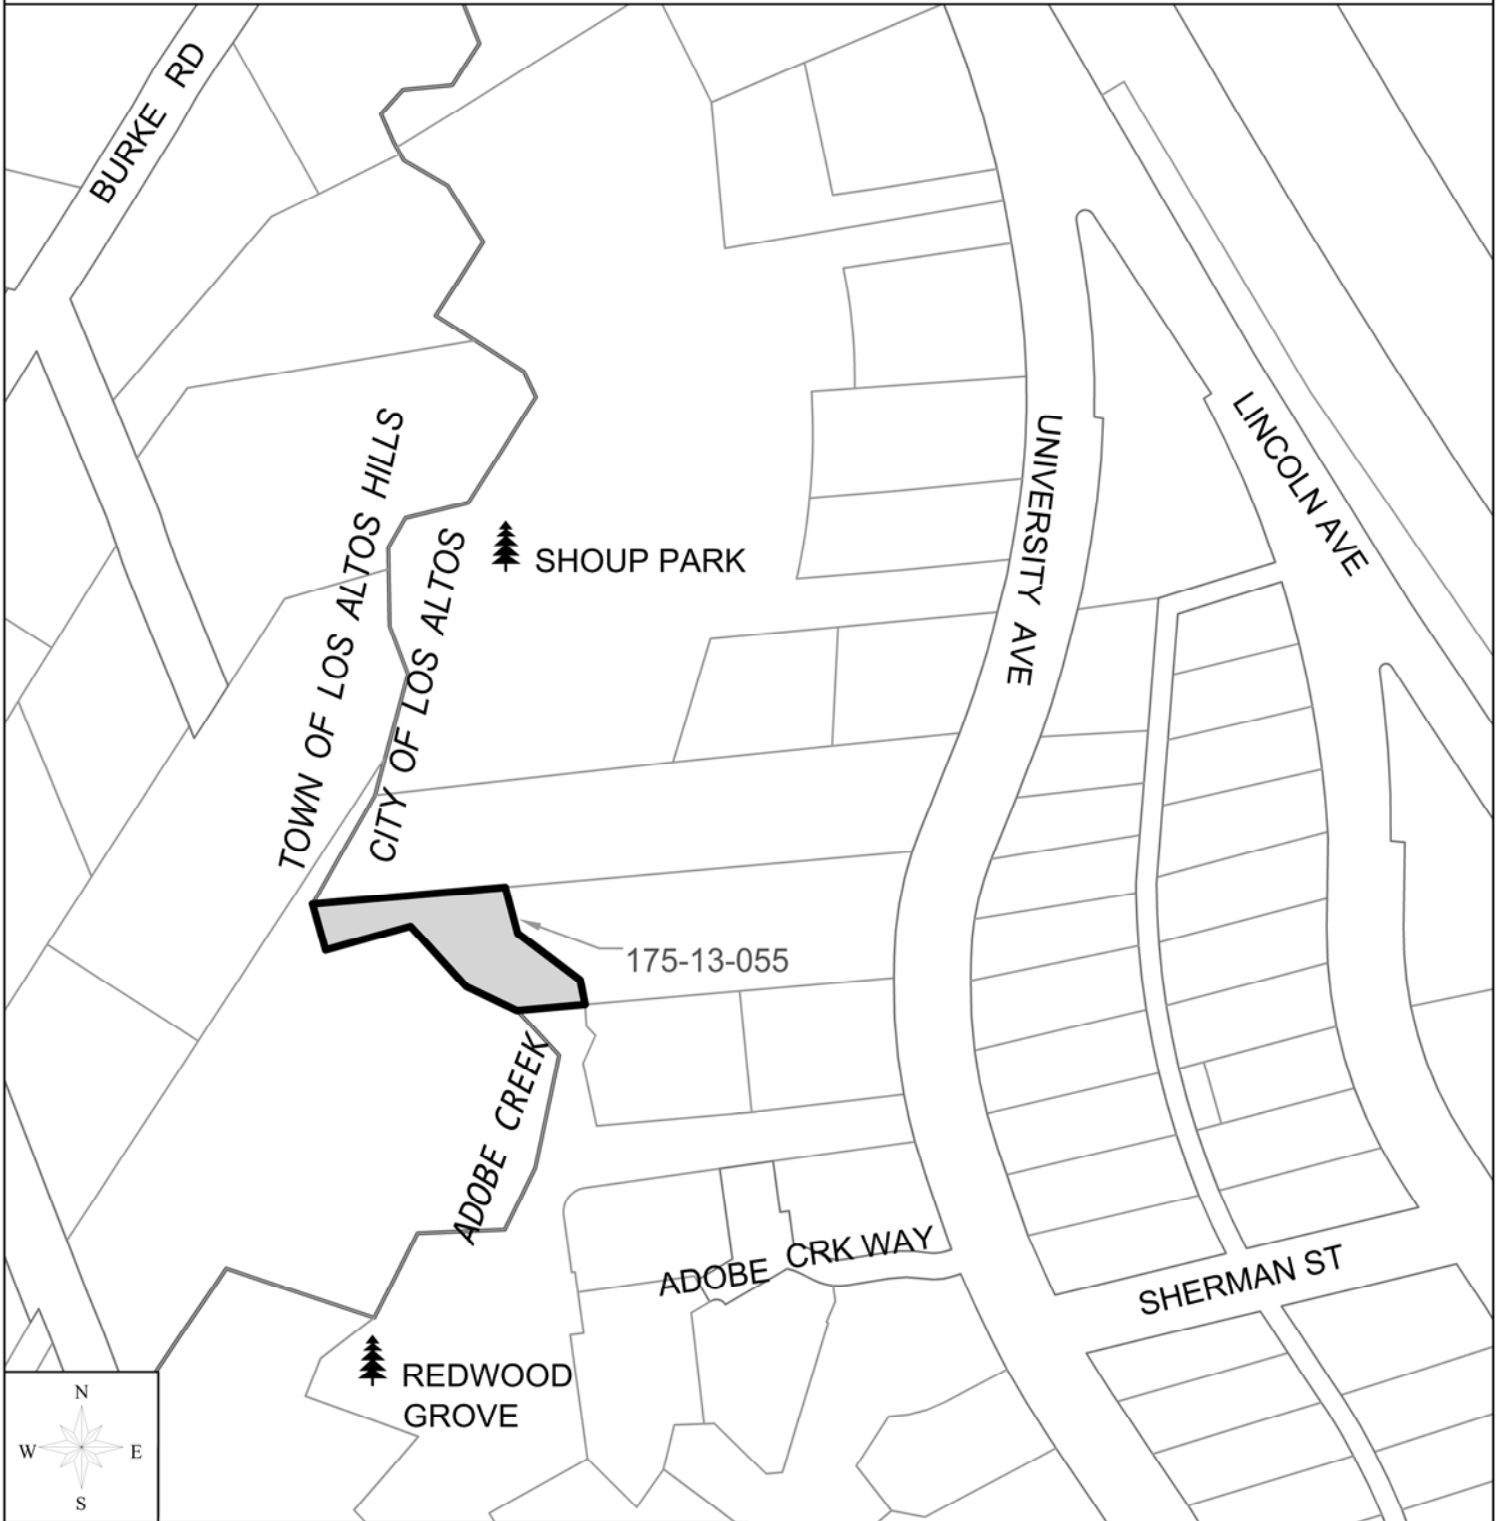 BURKE RD
UNIVERSITY AVE
LINCOLN AVE
TOWN OF LOS ALTOS HILLS
CITY OF LOS ALTOS
SHOUP PARK
175-13-055
ADOBE CREEK
ADOBE CRK WAY
SHERMAN ST
REDWOOD
GROVE
N
W E
S